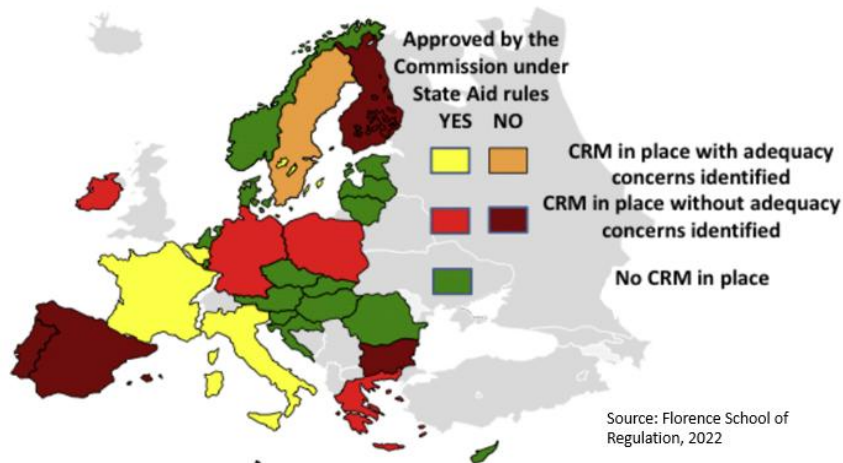 Approved by the
Commission under
State Aid rules
YES NO
CRM in place with adequacy
concerns identified
CRM in place without adequacy
concerns identified
No CRM in place
Source: Florence School of
Regulation, 2022